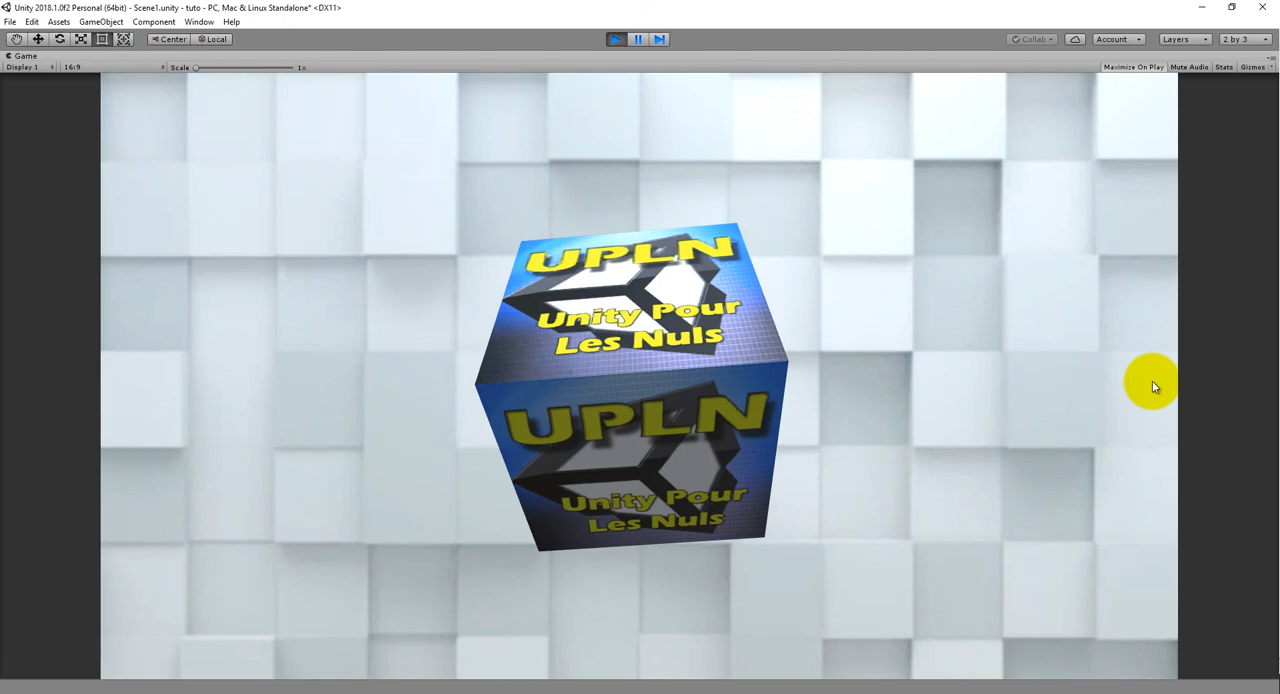 Unity 2018.1.0f2 Personal (64bit) - Scene1.unity - tuto - PC, Mac & Linux Standalone* <DX11>
File Edit Assets GameObject Component Window Help
Center Local Collab Account Layers 2 by 3
Game
Display 1 16:9 Scale 1x Maximize On Play Mute Audio Stats Gizmos
UPLN
Unity Pour
Les Nuls
UPLN
Unity Pour
Les Nuls